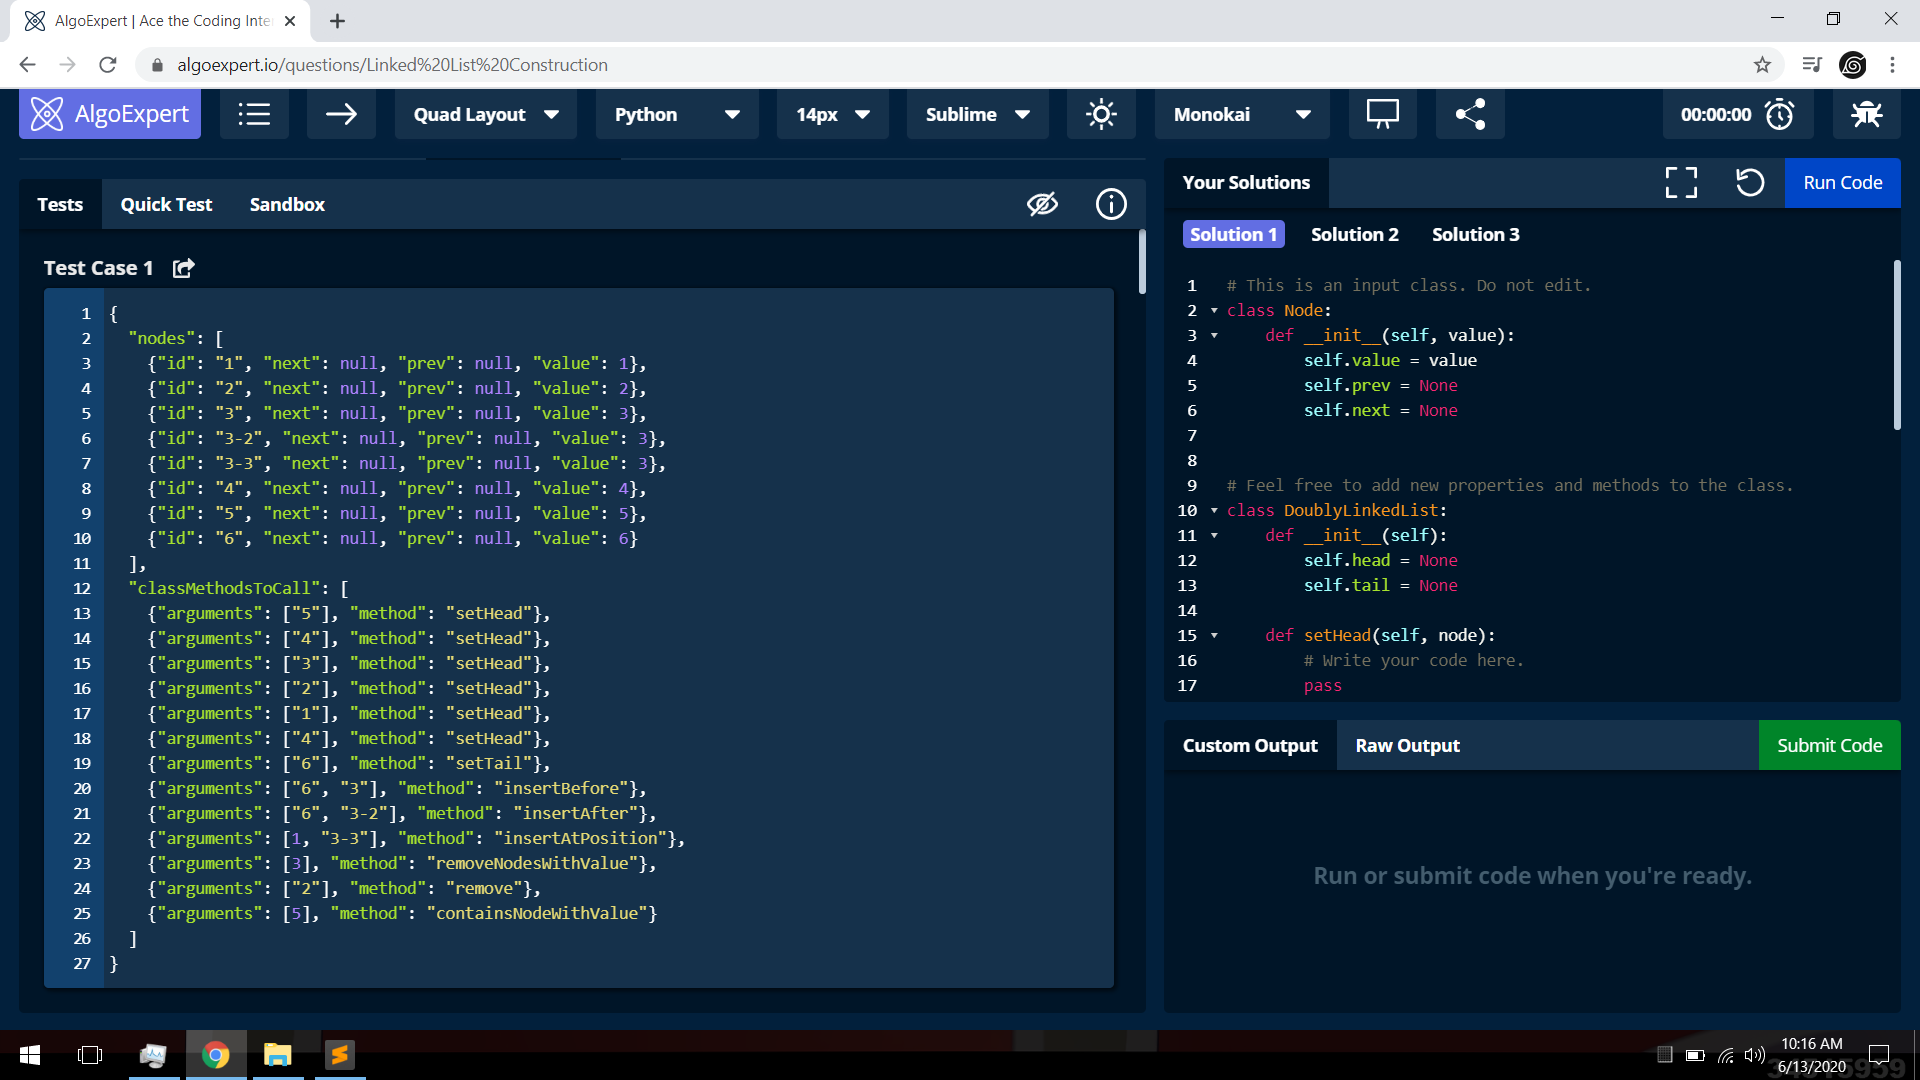 AlgoExpert | Ace the Coding Inte
algoexpert.io/questions/Linked%20List%20Construction
AlgoExpert
Quad Layout
Python
14px
Sublime
Monokai
00:00:00
Tests Quick Test Sandbox
Test Case 1
1 {
2 "nodes": [
3 {"id": "1", "next": null, "prev": null, "value": 1},
4 {"id": "2", "next": null, "prev": null, "value": 2},
5 {"id": "3", "next": null, "prev": null, "value": 3},
6 {"id": "3-2", "next": null, "prev": null, "value": 3},
7 {"id": "3-3", "next": null, "prev": null, "value": 3},
8 {"id": "4", "next": null, "prev": null, "value": 4},
9 {"id": "5", "next": null, "prev": null, "value": 5},
10 {"id": "6", "next": null, "prev": null, "value": 6}
11 ],
12 "classMethodsToCall": [
13 {"arguments": ["5"], "method": "setHead"},
14 {"arguments": ["4"], "method": "setHead"},
15 {"arguments": ["3"], "method": "setHead"},
16 {"arguments": ["2"], "method": "setHead"},
17 {"arguments": ["1"], "method": "setHead"},
18 {"arguments": ["4"], "method": "setHead"},
19 {"arguments": ["6"], "method": "setTail"},
20 {"arguments": ["6", "3"], "method": "insertBefore"},
21 {"arguments": ["6", "3-2"], "method": "insertAfter"},
22 {"arguments": [1, "3-3"], "method": "insertAtPosition"},
23 {"arguments": [3], "method": "removeNodesWithValue"},
24 {"arguments": ["2"], "method": "remove"},
25 {"arguments": [5], "method": "containsNodeWithValue"}
26 ]
27 }
Your Solutions
Run Code
Solution 1 Solution 2 Solution 3
1 # This is an input class. Do not edit.
2 class Node:
3 def __init__(self, value):
4 self.value = value
5 self.prev = None
6 self.next = None
7
8
9 # Feel free to add new properties and methods to the class.
10 class DoublyLinkedList:
11 def __init__(self):
12 self.head = None
13 self.tail = None
14
15 def setHead(self, node):
16 # Write your code here.
17 pass
Custom Output Raw Output
Submit Code
Run or submit code when you're ready.
10:16 AM
6/13/2020